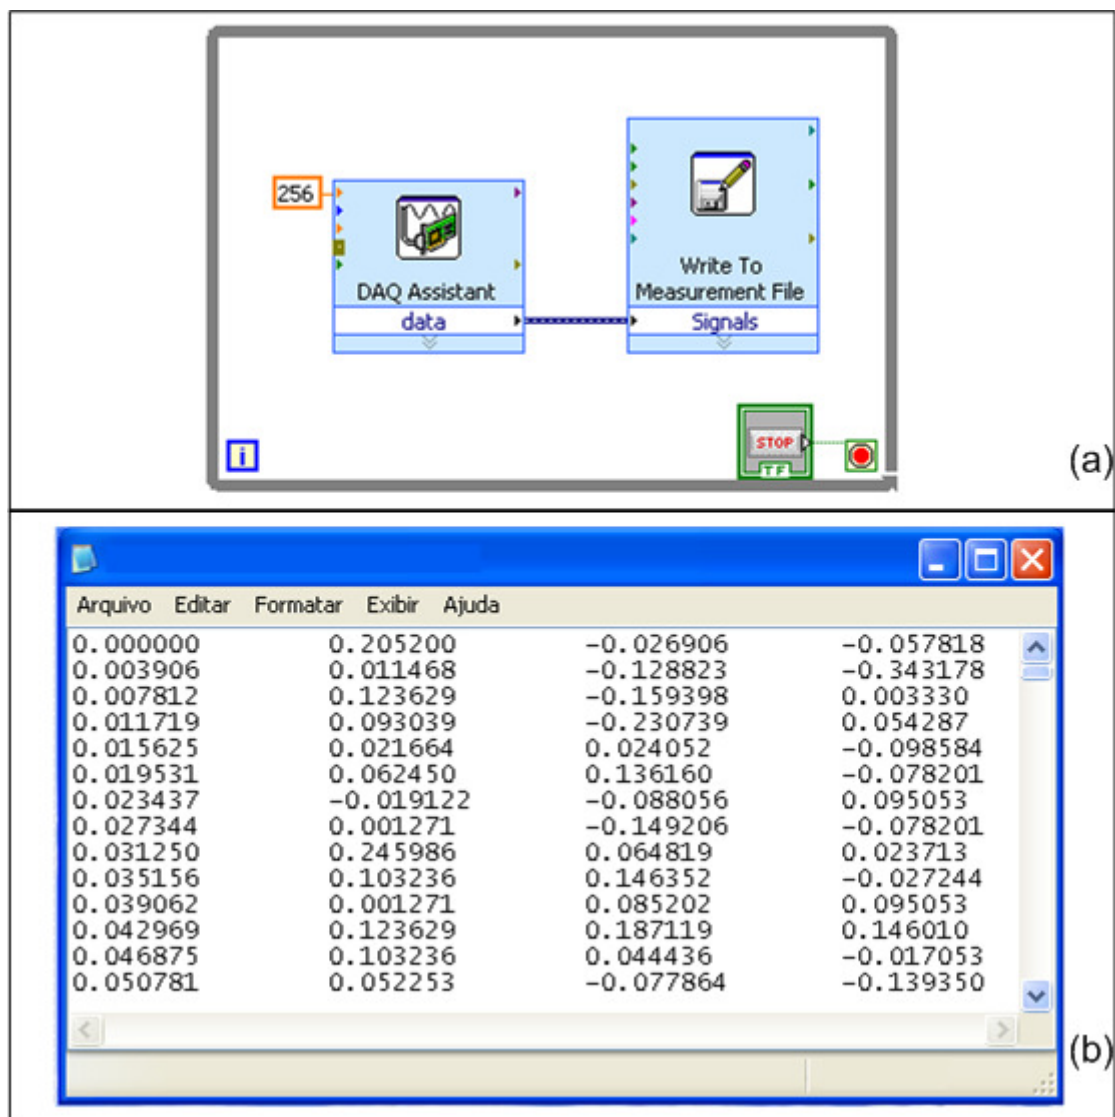 256
DAQ Assistant
data
Write To
Measurement File
Signals
i
STOP
TF
(a)
Arquivo Editar Formatar Exibir Ajuda
0.000000 0.205200 -0.026906 -0.057818
0.003906 0.011468 -0.128823 -0.343178
0.007812 0.123629 -0.159398 0.003330
0.011719 0.093039 -0.230739 0.054287
0.015625 0.021664 0.024052 -0.098584
0.019531 0.062450 0.136160 -0.078201
0.023437 -0.019122 -0.088056 0.095053
0.027344 0.001271 -0.149206 -0.078201
0.031250 0.245986 0.064819 0.023713
0.035156 0.103236 0.146352 -0.027244
0.039062 0.001271 0.085202 0.095053
0.042969 0.123629 0.187119 0.146010
0.046875 0.103236 0.044436 -0.017053
0.050781 0.052253 -0.077864 -0.139350
(b)